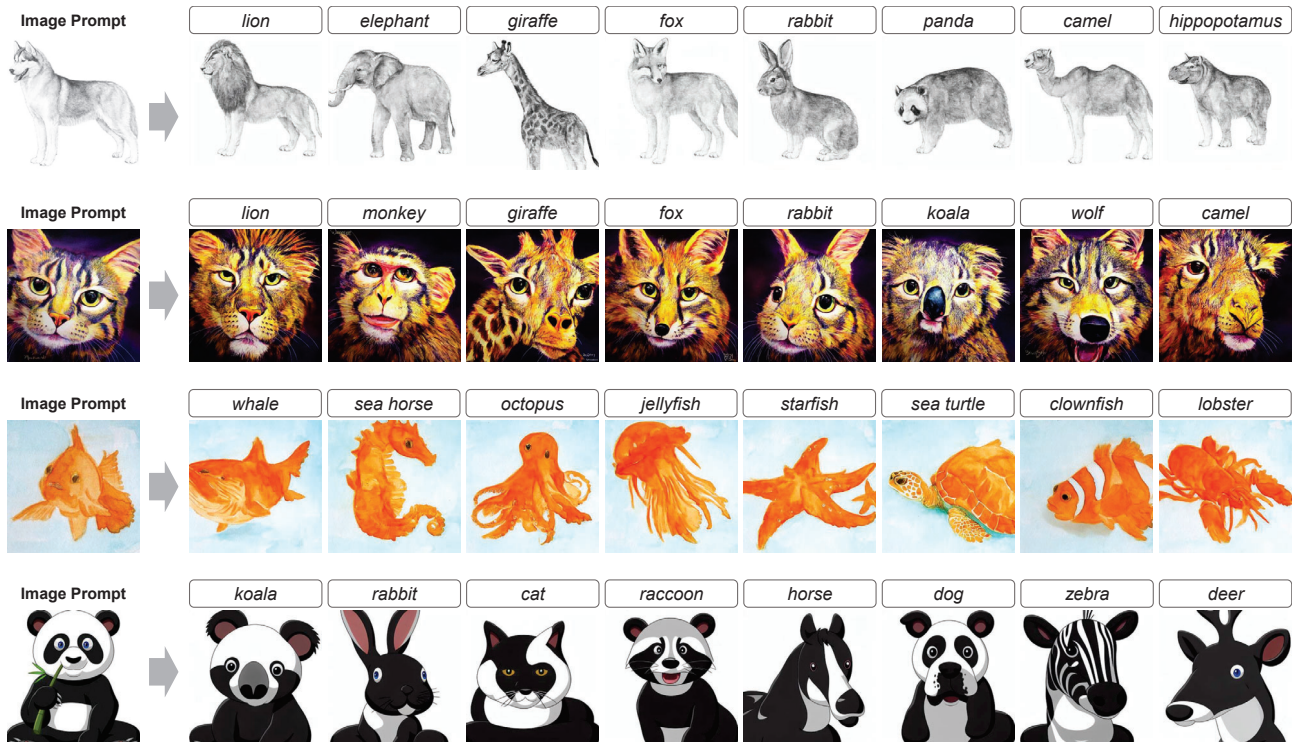 Image Prompt lion elephant giraffe fox rabbit panda camel hippopotamus
Image Prompt lion monkey giraffe fox rabbit koala wolf camel
Image Prompt whale sea horse octopus jellyfish starfish sea turtle clownfish lobster
Image Prompt koala rabbit cat raccoon horse dog zebra deer